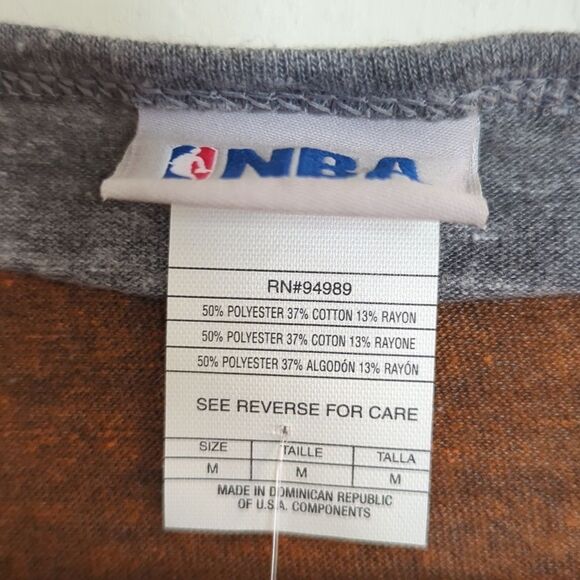 NBA
RN#94989
50% POLYESTER 37% COTTON 13% RAYON
50% POLYESTER 37% COTON 13% RAYONE
50% POLYESTER 37% ALGODóN 13% RAYÓN
SEE REVERSE FOR CARE
SIZE TAILLE TALLA
M M M
MADE IN DOMINICAN REPUBLIC
OF U.S.A. COMPONENTS